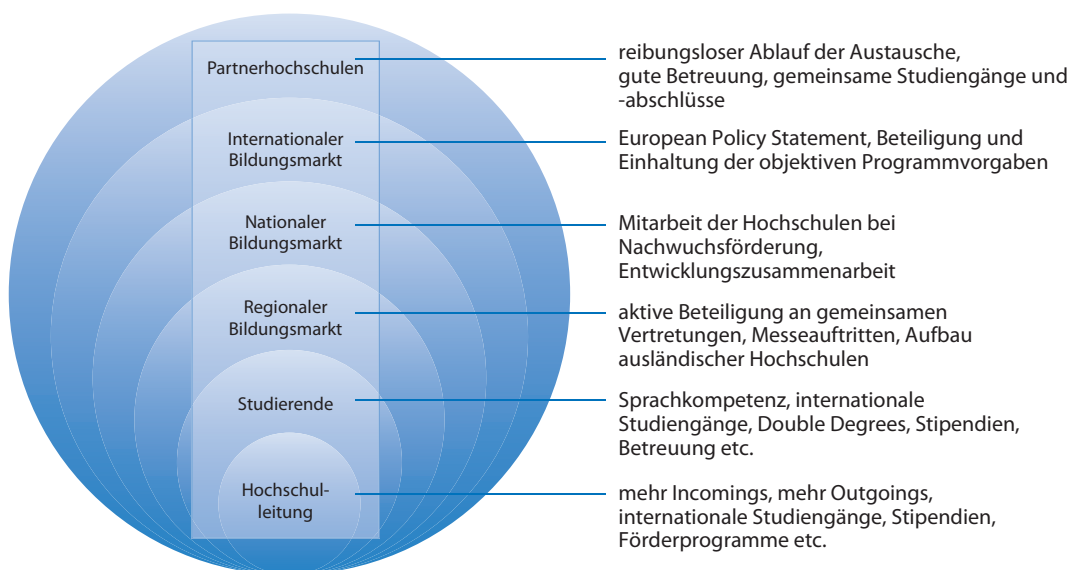 Partnerhochschulen
reibungsloser Ablauf der Austausche,
gute Betreuung, gemeinsame Studiengänge und
-abschlüsse
Internationaler
Bildungsmarkt
European Policy Statement, Beteiligung und
Einhaltung der objektiven Programmvorgaben
Nationaler
Bildungsmarkt
Mitarbeit der Hochschulen bei
Nachwuchsförderung,
Entwicklungszusammenarbeit
Regionaler
Bildungsmarkt
aktive Beteiligung an gemeinsamen
Vertretungen, Messeauftritten, Aufbau
ausländischer Hochschulen
Studierende
Sprachkompetenz, internationale
Studiengänge, Double Degrees, Stipendien,
Betreuung etc.
Hochschul-
leitung
mehr Incomings, mehr Outgoings,
internationale Studiengänge, Stipendien,
Förderprogramme etc.